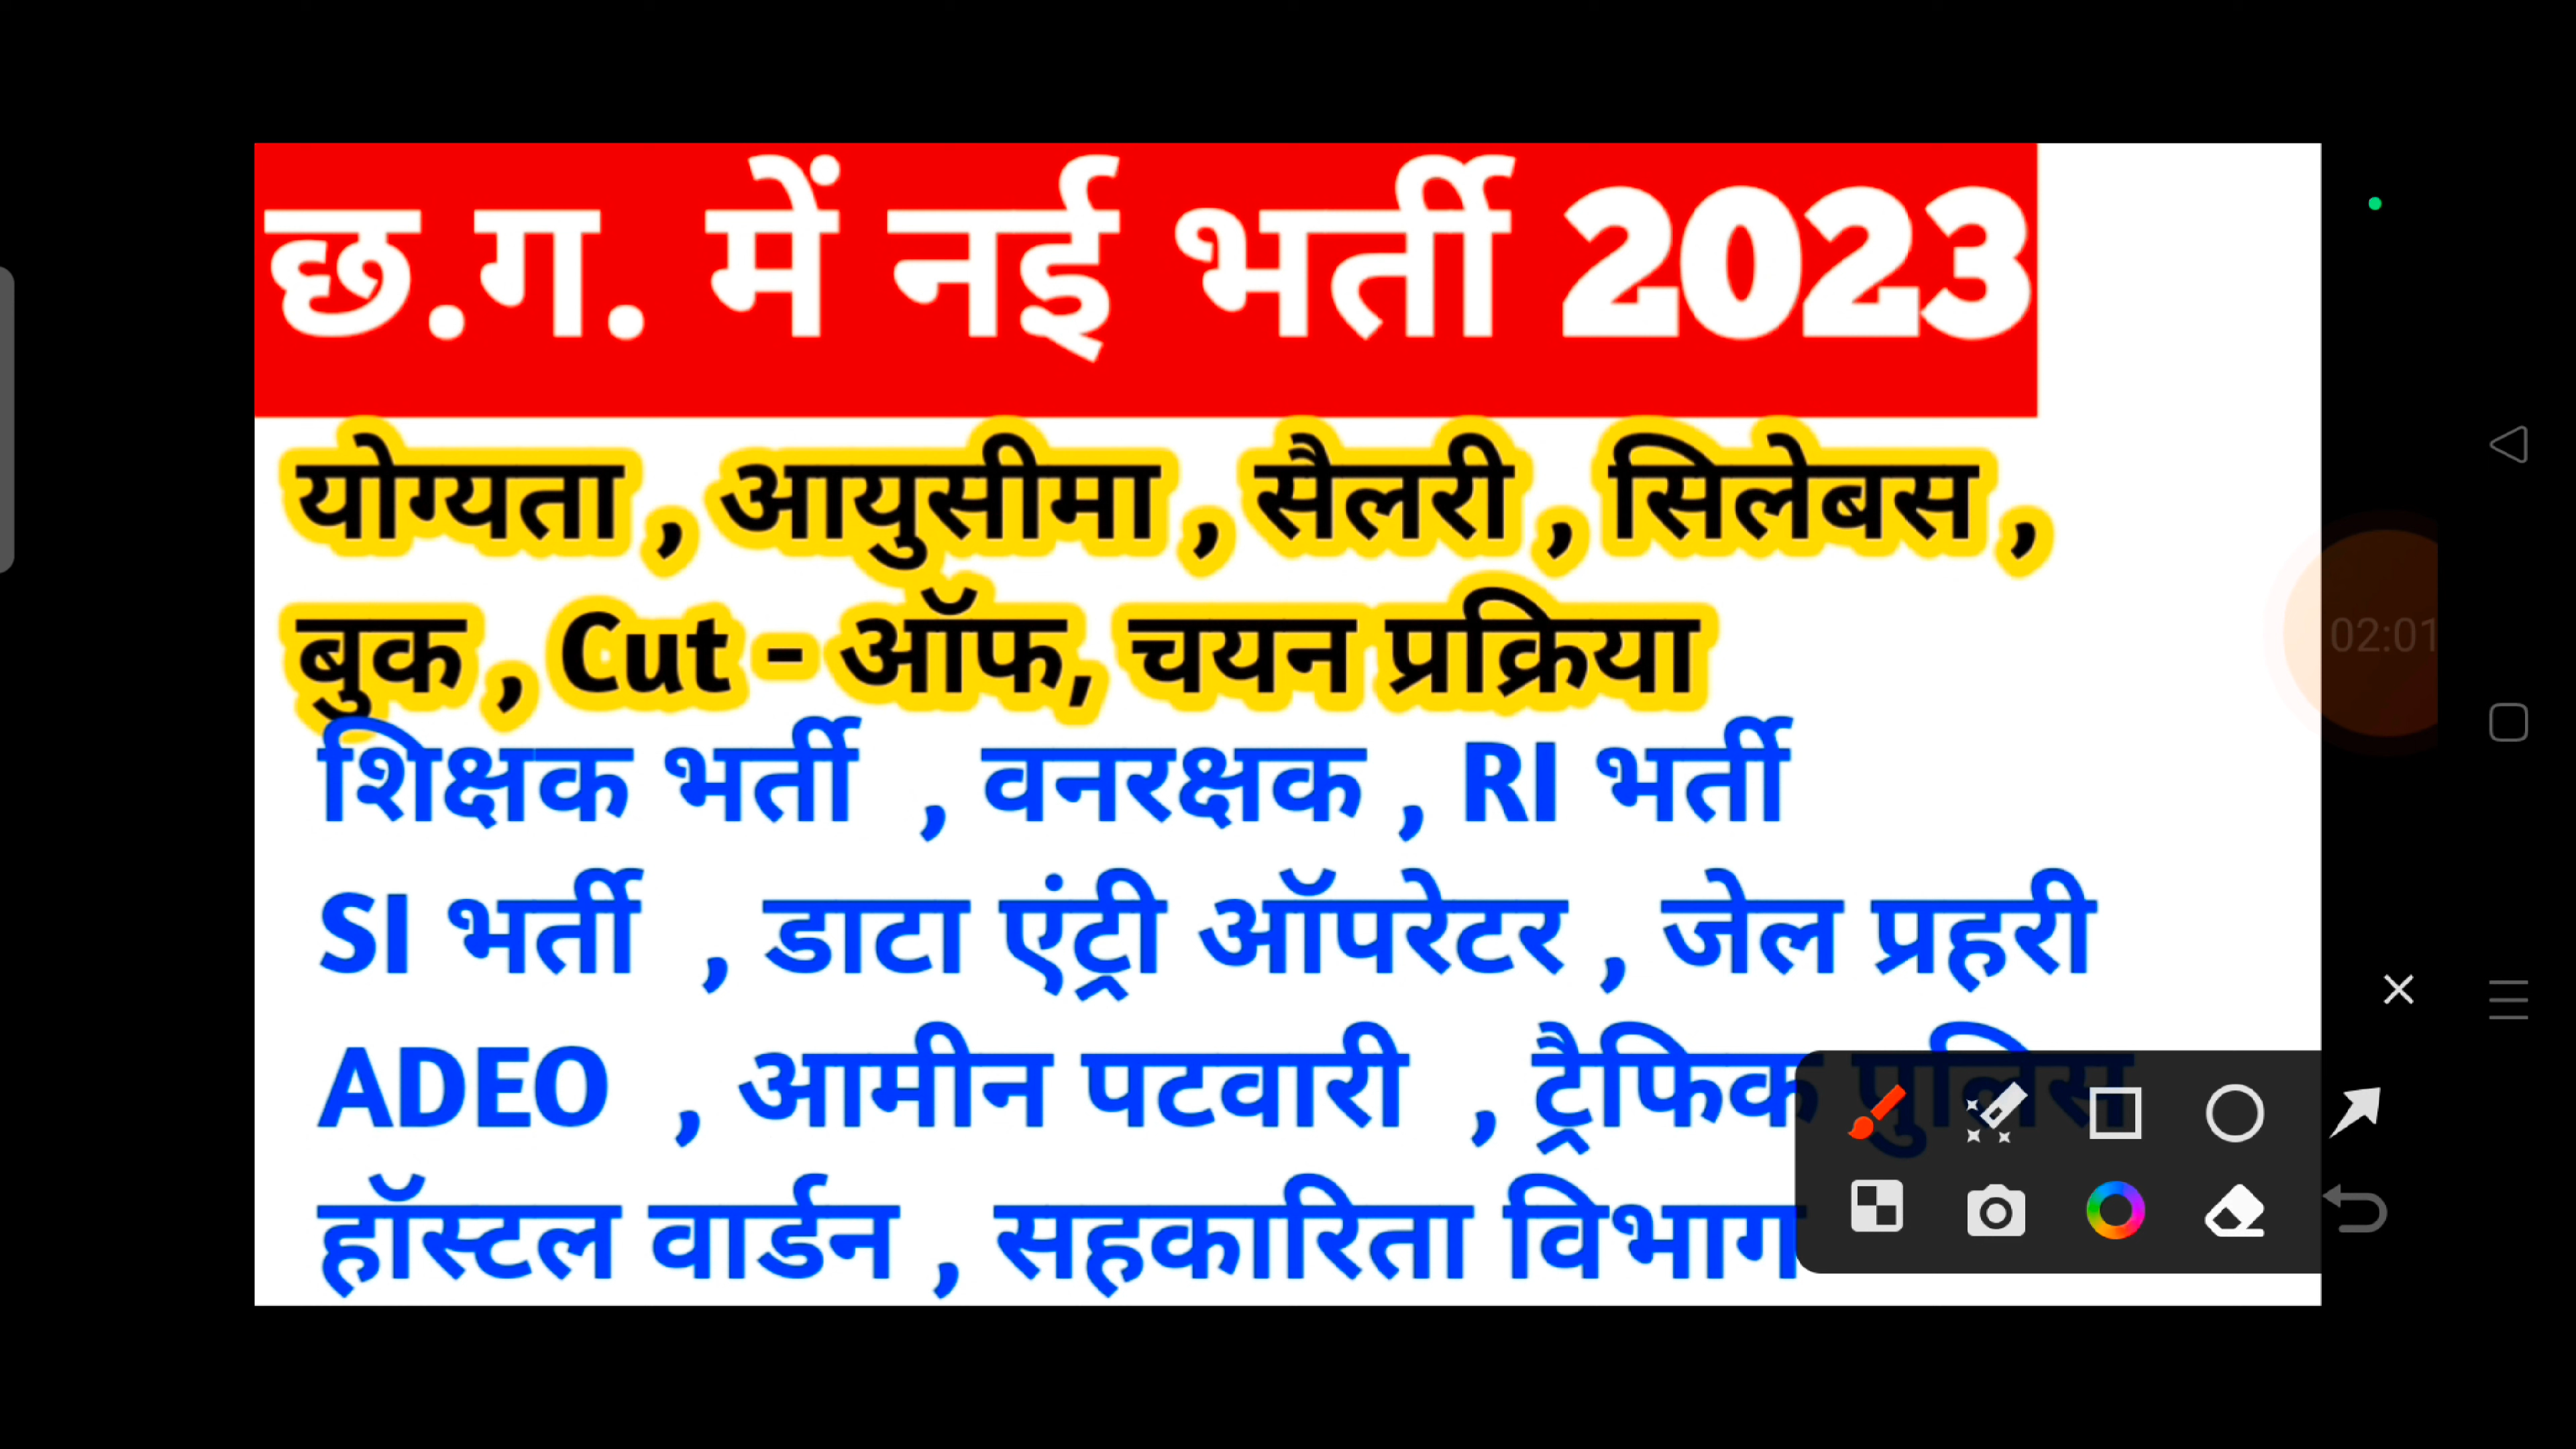 छ.ग. में नई भर्ती 2023
योग्यता , आयुसीमा , सैलरी , सिलेबस ,
बुक , Cut - ऑफ, चयन प्रक्रिया
शिक्षक भर्ती , वनरक्षक , RI भर्ती
SI भर्ती , डाटा एंट्री ऑपरेटर , जेल प्रहरी
ADEO , आमीन पटवारी , ट्रैफिक पुलिस
हॉस्टल वार्डन , सहकारिता विभाग
02:01